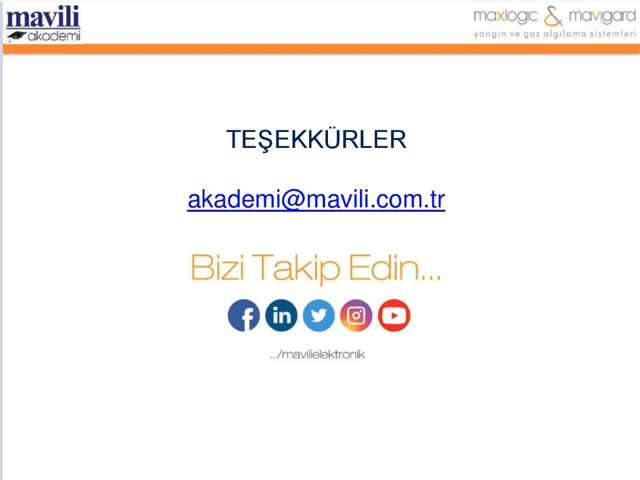 mavili
akademi
maxlogic & mavigard
yangın ve gaz algılama sistemleri
TEŞEKKÜRLER
akademi@mavili.com.tr
Bizi Takip Edin...
.../mavilielektronik